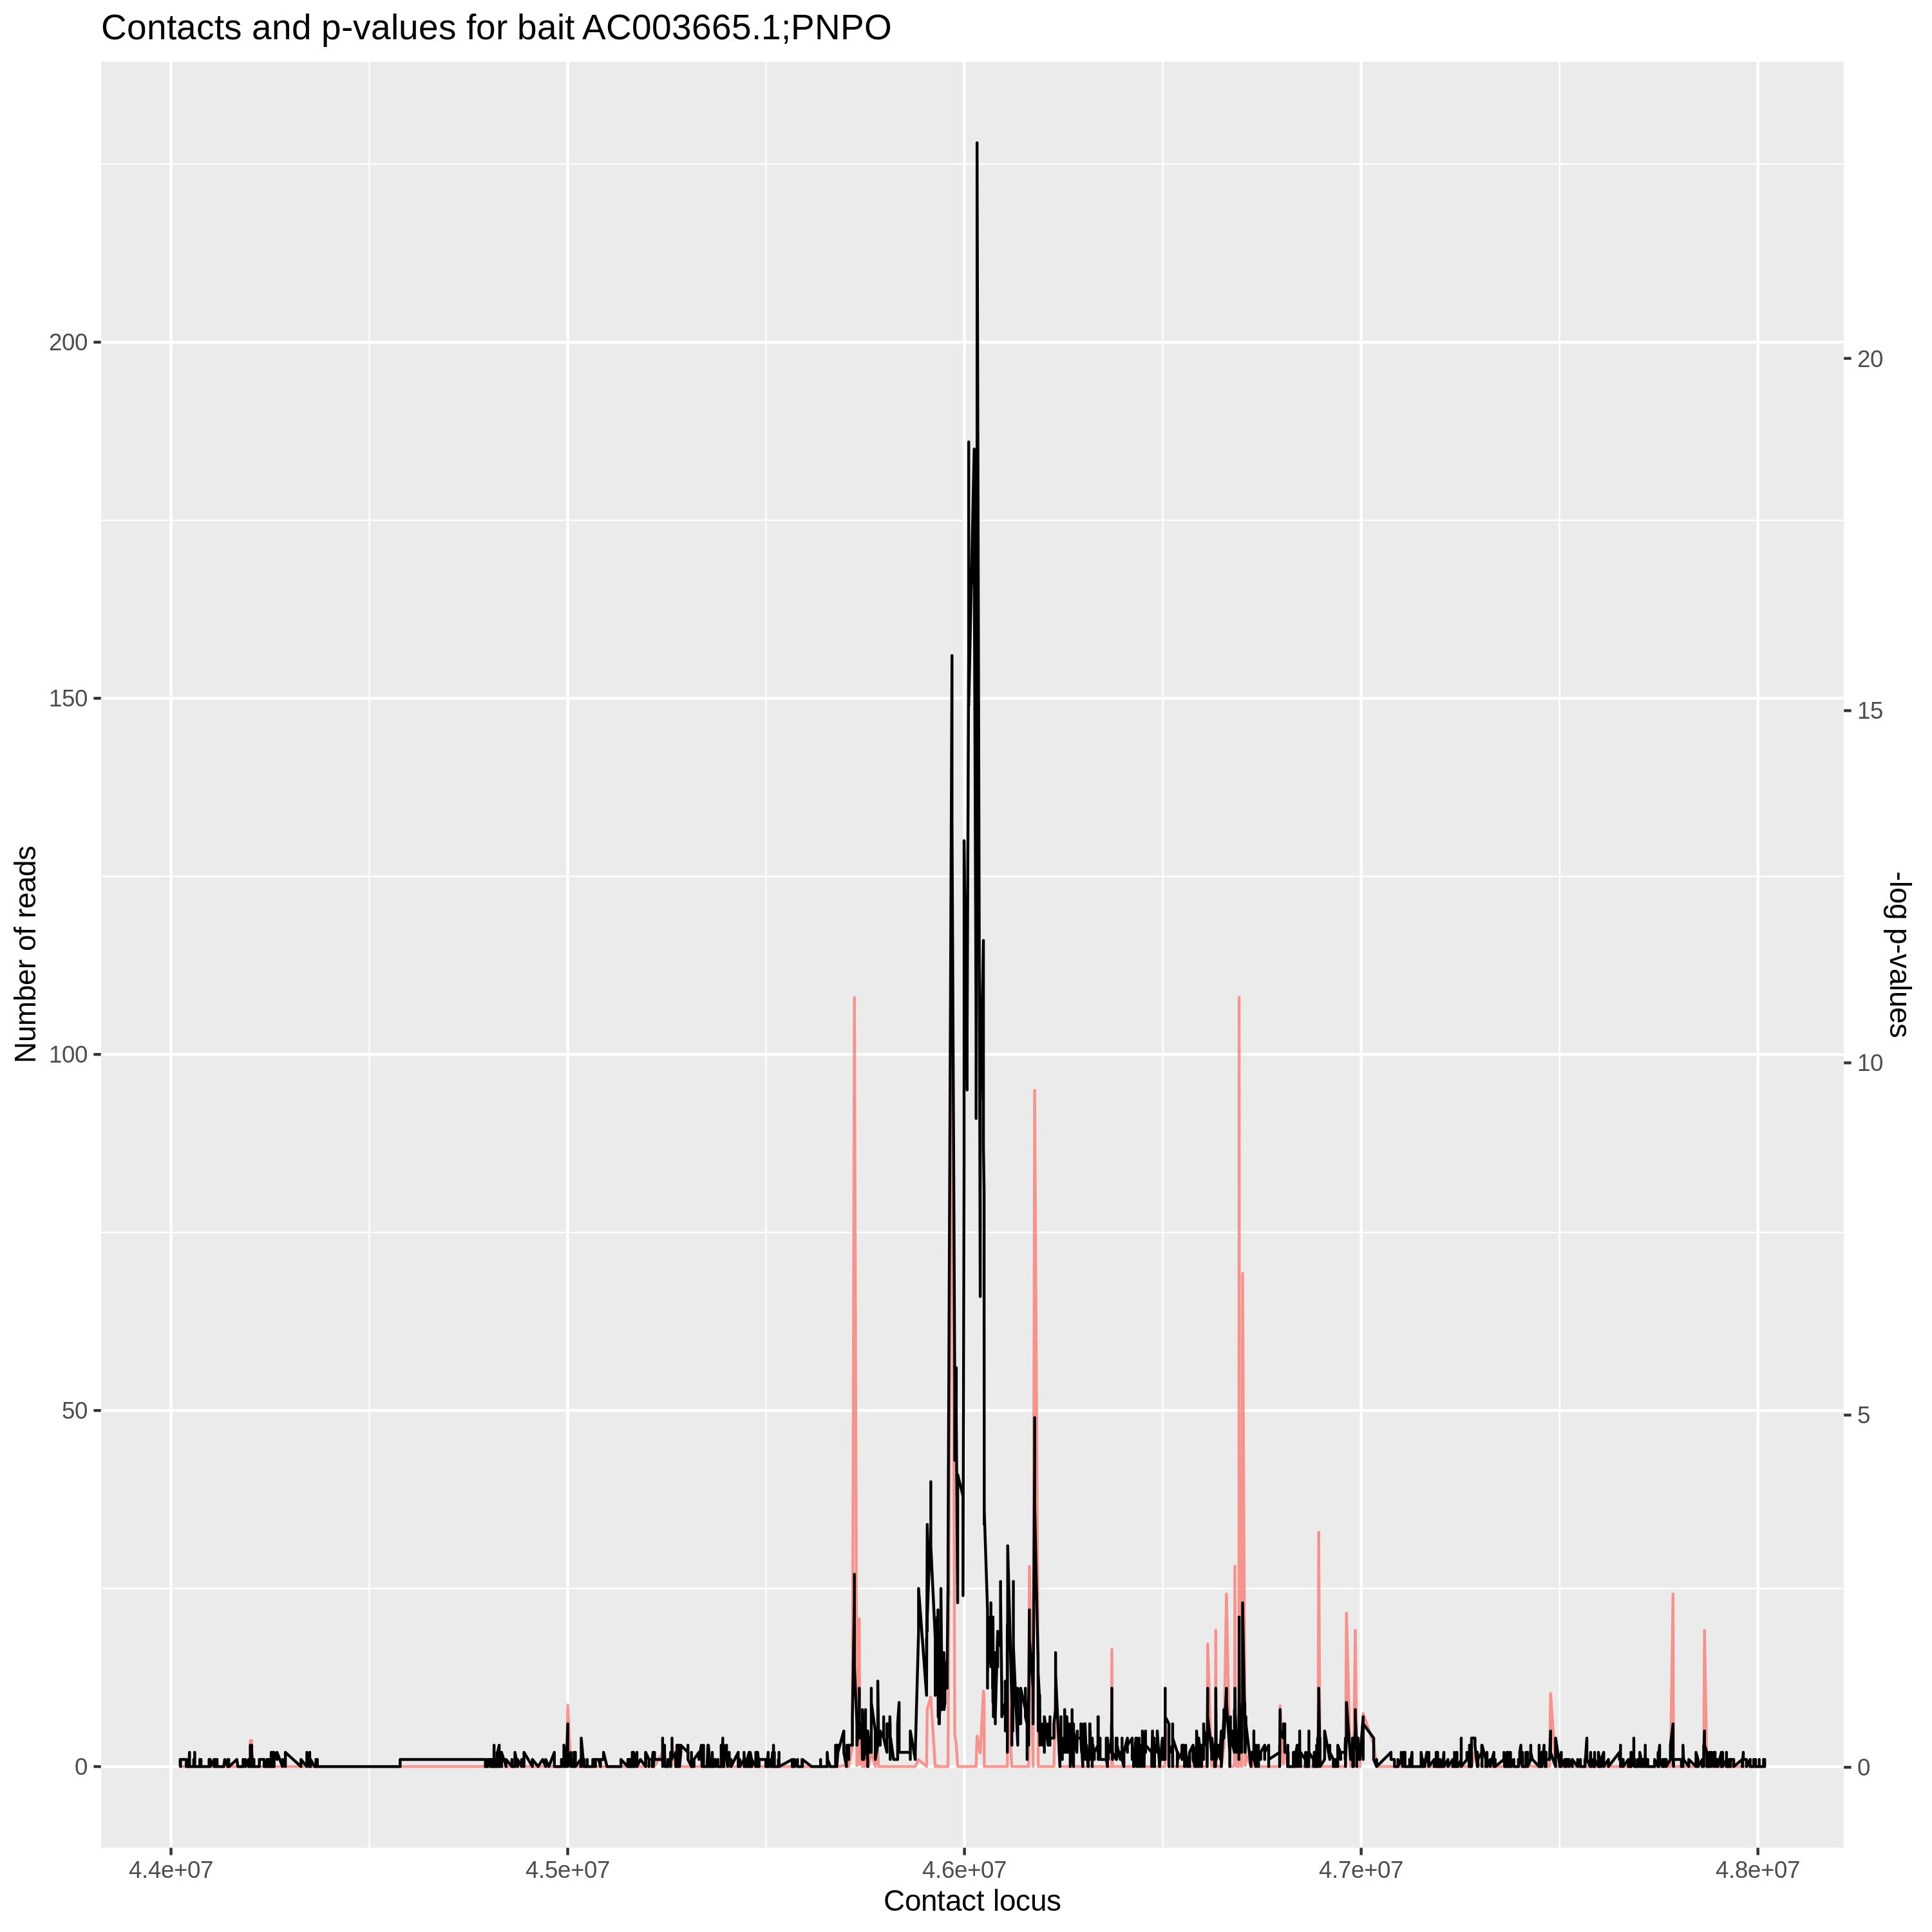 Contacts and p-values for bait AC003665.1;PNPO
Number of reads
200
150
100
50
0
20
15
10
5
0
-log p-values
4.4e+07 4.5e+07 4.6e+07 4.7e+07 4.8e+07
Contact locus